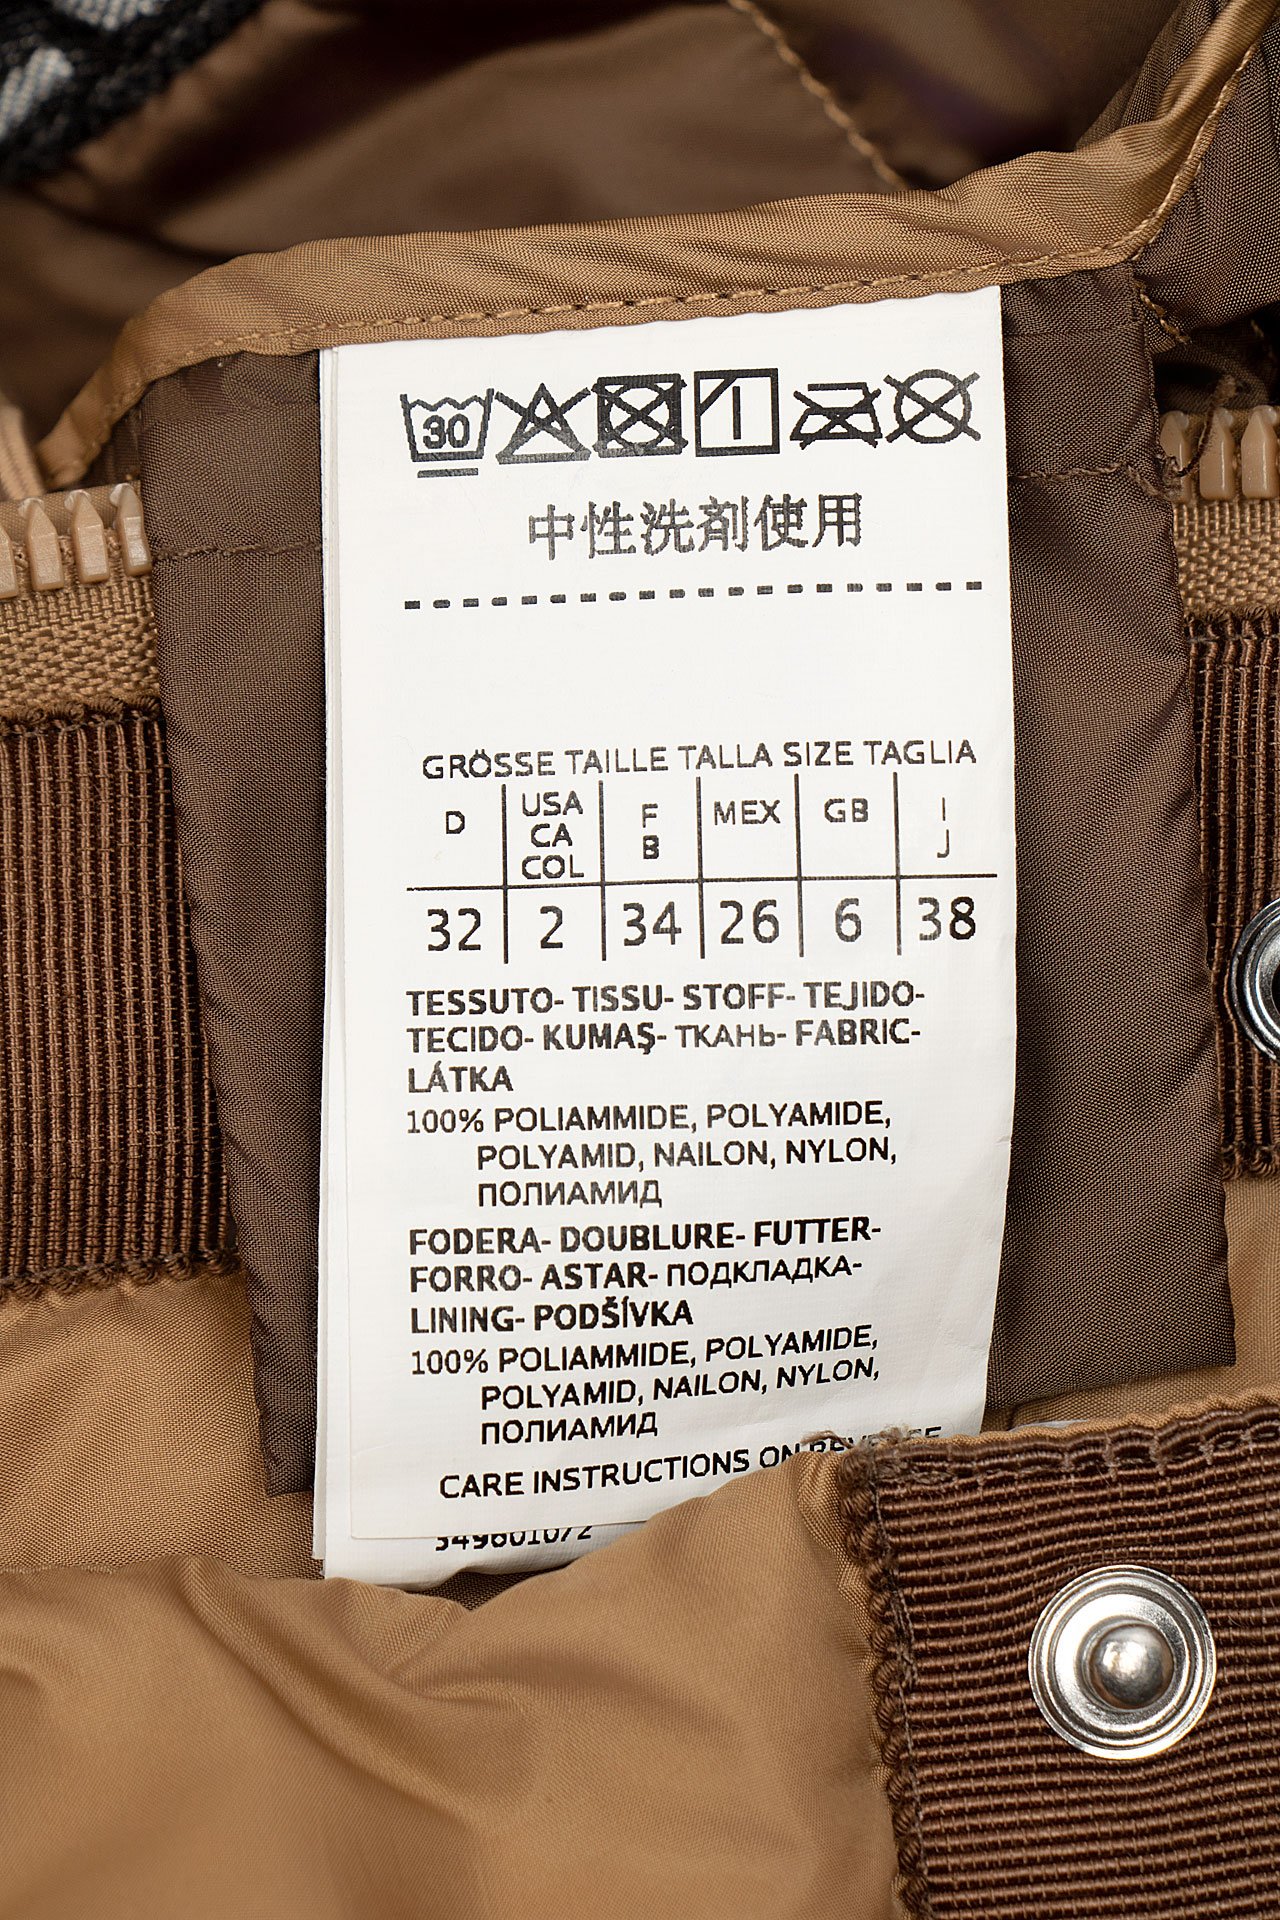 30
中性洗剤使用
GRÖSSE TAILLE TALLA SIZE TAGLIA
D USA CA COL F B MEX GB I J
32 2 34 26 6 38
TESSUTO- TISSU- STOFF- TEJIDO-
TECIDO- KUMAŞ- ТКАНЬ- FABRIC-
LÁTKA
100% POLIAMMIDE, POLYAMIDE,
POLYAMID, NAILON, NYLON,
ПОЛИАМИД
FODERA- DOUBLURE- FUTTER-
FORRO- ASTAR- ПОДКЛАДКА-
LINING- PODŠÍVKA
100% POLIAMMIDE, POLYAMIDE,
POLYAMID, NAILON, NYLON,
ПОЛИАМИД
CARE INSTRUCTIONS ON REVERSE